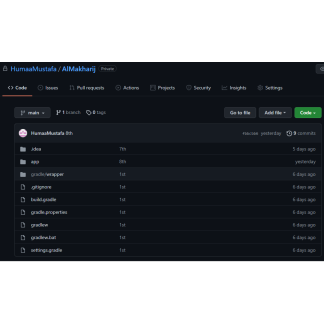 HumaaMustafa / AlMakharij Private
Code Issues Pull requests Actions Projects Security Insights Settings
main 1 branch 0 tags Go to file Add file Code
HumaaMustafa 8th yesterday commits
.idea 7th 5 days ago
app 8th yesterday
gradle/wrapper 1st 6 days ago
.gitignore 1st 6 days ago
build.gradle 1st 6 days ago
gradle.properties 1st 6 days ago
gradlew 1st 6 days ago
gradlew.bat 1st 6 days ago
settings.gradle 1st 6 days ago